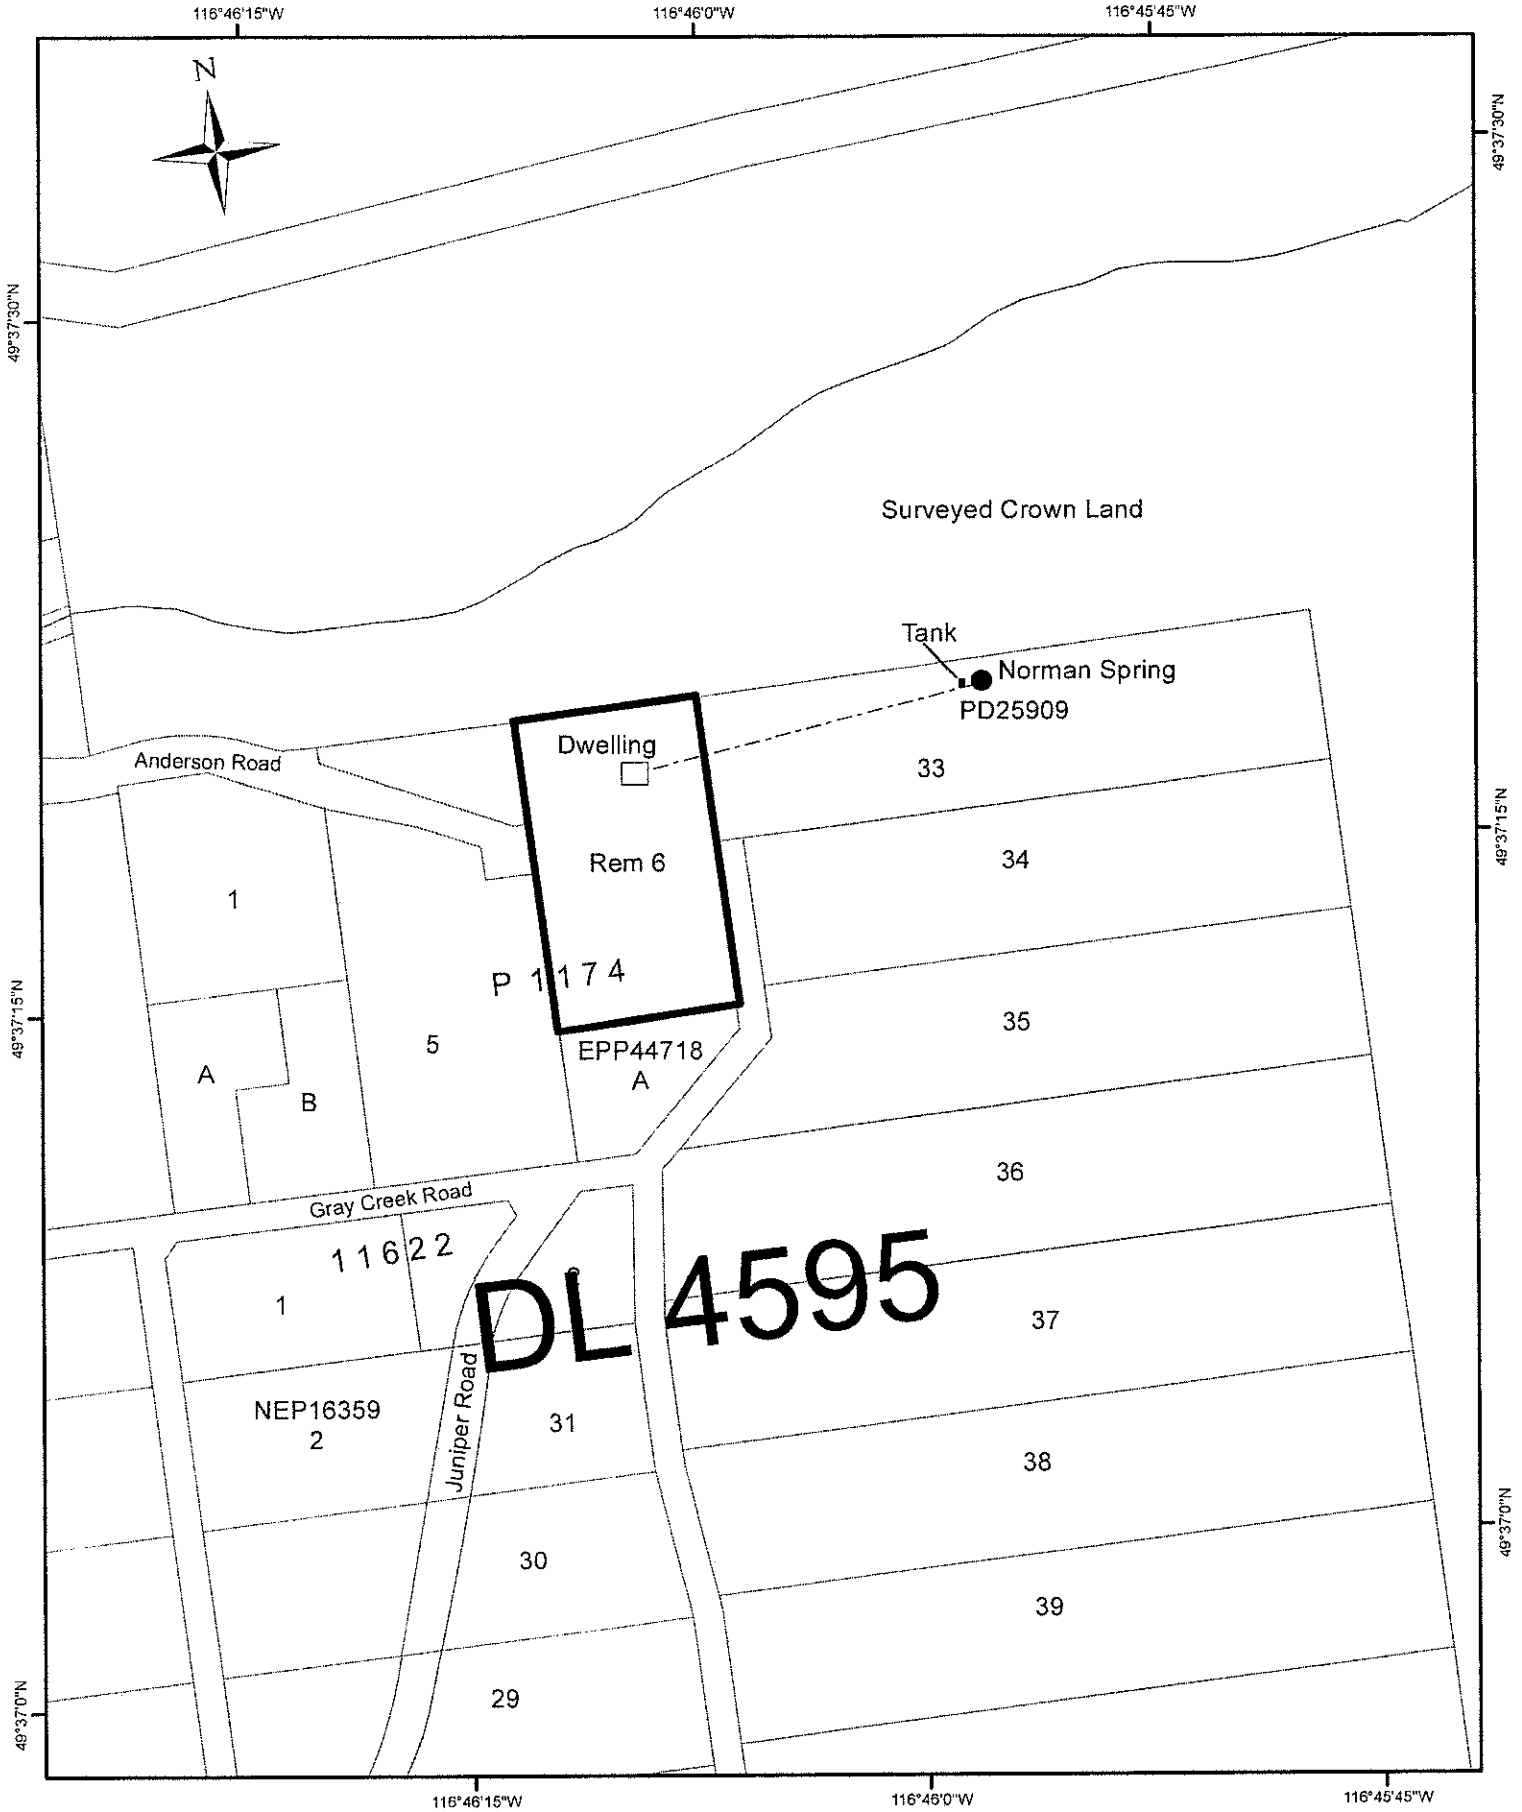 116°46'15"W
116°46'0"W
116°45'45"W
N
49°37'30"N
49°37'30"N
Surveyed Crown Land
Tank
Norman Spring
PD25909
Dwelling
Anderson Road
33
49°37'15"N
34
Rem 6
1
P 1174
49°37'15"N
35
5
EPP44718
A
A
B
36
Gray Creek Road
11622
DL 4595
1
37
Juniper Road
NEP16359
2
31
38
49°37'0"N
30
39
29
49°37'0"N
116°46'15"W
116°46'0"W
116°45'45"W